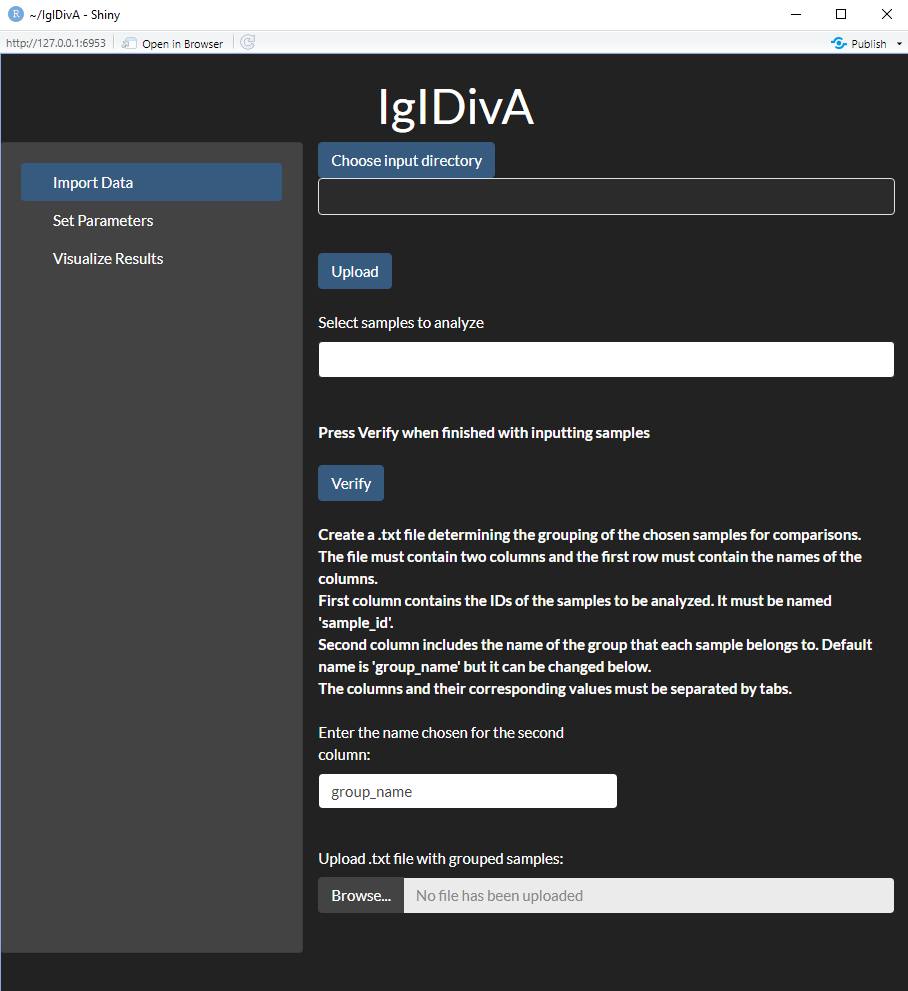 R ~/IgIDivA - Shiny
http://127.0.0.1:6953 Open in Browser Publish
IgIDivA
Import Data
Set Parameters
Visualize Results
Choose input directory
Upload
Select samples to analyze
Press Verify when finished with inputting samples
Verify
Create a .txt file determining the grouping of the chosen samples for comparisons.
The file must contain two columns and the first row must contain the names of the
columns.
First column contains the IDs of the samples to be analyzed. It must be named
'sample_id'.
Second column includes the name of the group that each sample belongs to. Default
name is 'group_name' but it can be changed below.
The columns and their corresponding values must be separated by tabs.
Enter the name chosen for the second
column:
group_name
Upload .txt file with grouped samples:
Browse... No file has been uploaded